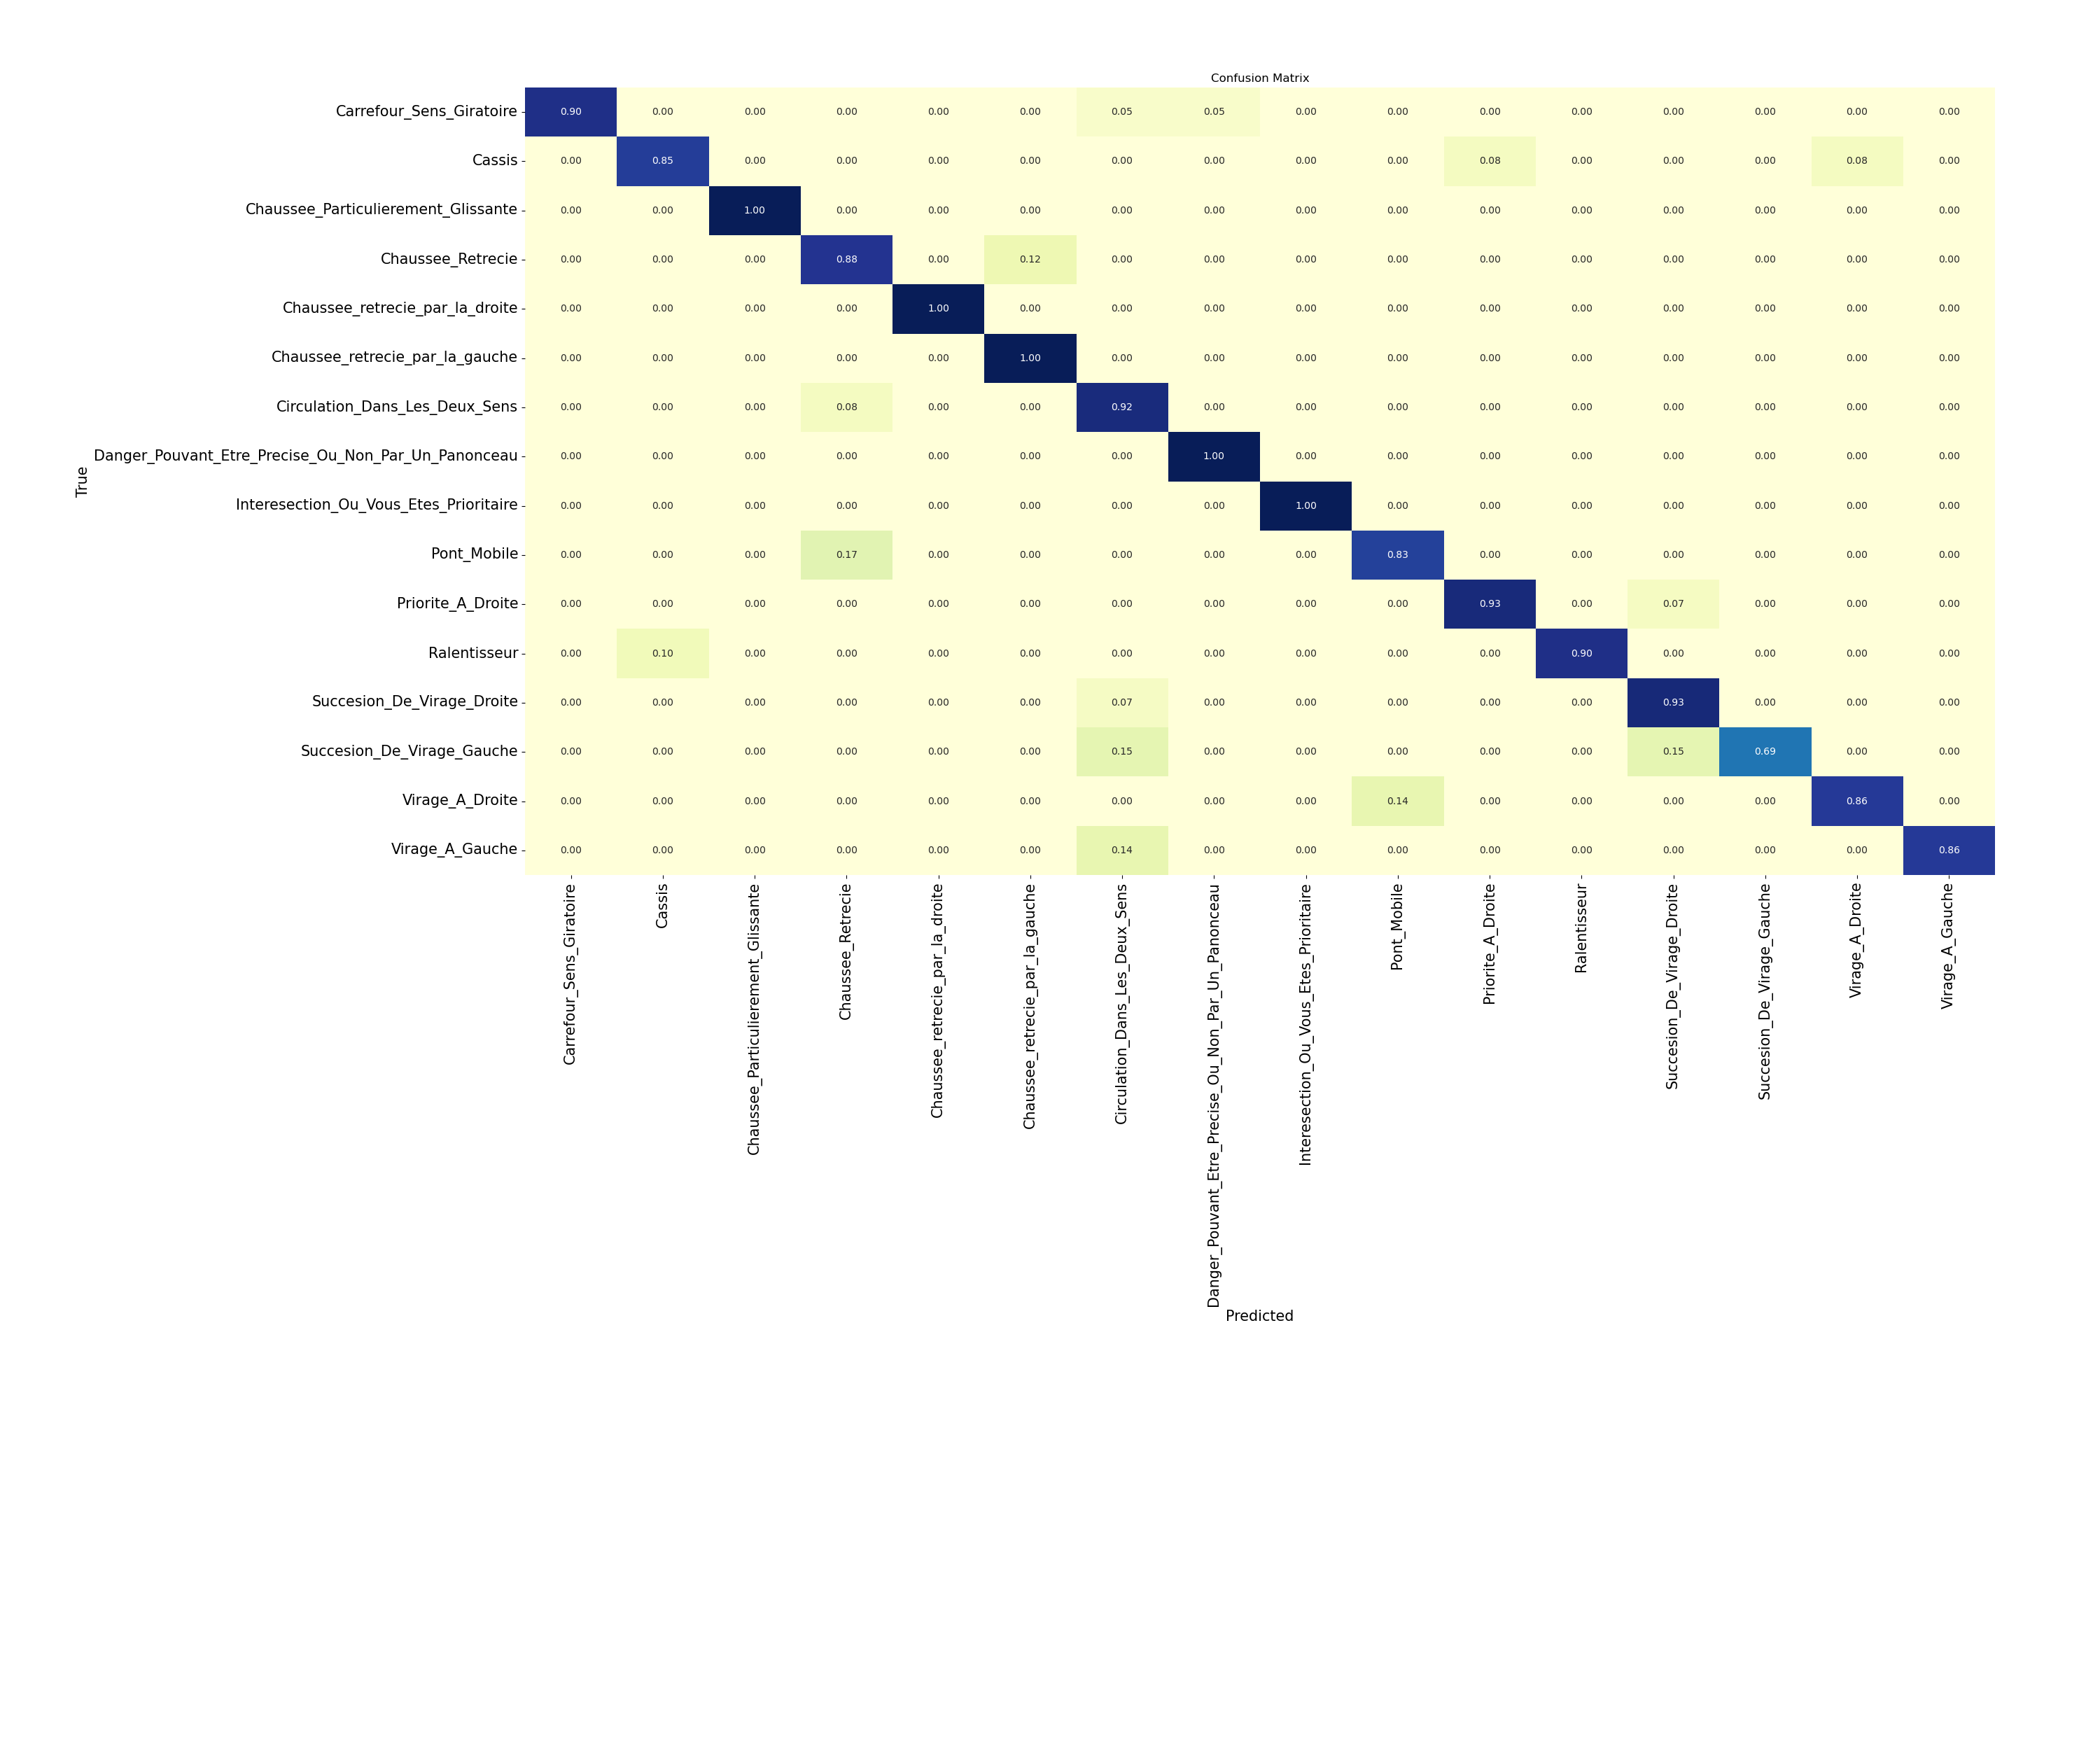 Confusion Matrix
Carrefour_Sens_Giratoire 0.90 0.00 0.00 0.00 0.00 0.00 0.05 0.05 0.00 0.00 0.00 0.00 0.00 0.00 0.00 0.00
Cassis 0.00 0.85 0.00 0.00 0.00 0.00 0.00 0.00 0.00 0.00 0.08 0.00 0.00 0.00 0.08 0.00
Chaussee_Particulierement_Glissante 0.00 0.00 1.00 0.00 0.00 0.00 0.00 0.00 0.00 0.00 0.00 0.00 0.00 0.00 0.00 0.00
Chaussee_Retrecie 0.00 0.00 0.00 0.88 0.00 0.12 0.00 0.00 0.00 0.00 0.00 0.00 0.00 0.00 0.00 0.00
Chaussee_retrecie_par_la_droite 0.00 0.00 0.00 0.00 1.00 0.00 0.00 0.00 0.00 0.00 0.00 0.00 0.00 0.00 0.00 0.00
Chaussee_retrecie_par_la_gauche 0.00 0.00 0.00 0.00 0.00 1.00 0.00 0.00 0.00 0.00 0.00 0.00 0.00 0.00 0.00 0.00
Circulation_Dans_Les_Deux_Sens 0.00 0.00 0.00 0.08 0.00 0.00 0.92 0.00 0.00 0.00 0.00 0.00 0.00 0.00 0.00 0.00
Danger_Pouvant_Etre_Precise_Ou_Non_Par_Un_Panonceau 0.00 0.00 0.00 0.00 0.00 0.00 0.00 1.00 0.00 0.00 0.00 0.00 0.00 0.00 0.00 0.00
True
Interesection_Ou_Vous_Etes_Prioritaire 0.00 0.00 0.00 0.00 0.00 0.00 0.00 0.00 1.00 0.00 0.00 0.00 0.00 0.00 0.00 0.00
Pont_Mobile 0.00 0.00 0.00 0.17 0.00 0.00 0.00 0.00 0.00 0.83 0.00 0.00 0.00 0.00 0.00 0.00
Priorite_A_Droite 0.00 0.00 0.00 0.00 0.00 0.00 0.00 0.00 0.00 0.00 0.93 0.00 0.07 0.00 0.00 0.00
Ralentisseur 0.00 0.10 0.00 0.00 0.00 0.00 0.00 0.00 0.00 0.00 0.00 0.90 0.00 0.00 0.00 0.00
Succesion_De_Virage_Droite 0.00 0.00 0.00 0.00 0.00 0.00 0.07 0.00 0.00 0.00 0.00 0.00 0.93 0.00 0.00 0.00
Succesion_De_Virage_Gauche 0.00 0.00 0.00 0.00 0.00 0.00 0.15 0.00 0.00 0.00 0.00 0.00 0.15 0.69 0.00 0.00
Virage_A_Droite 0.00 0.00 0.00 0.00 0.00 0.00 0.00 0.00 0.00 0.14 0.00 0.00 0.00 0.00 0.86 0.00
Virage_A_Gauche 0.00 0.00 0.00 0.00 0.00 0.00 0.14 0.00 0.00 0.00 0.00 0.00 0.00 0.00 0.00 0.86
Carrefour_Sens_Giratoire
Cassis
Chaussee_Particulierement_Glissante
Chaussee_Retrecie
Chaussee_retrecie_par_la_droite
Chaussee_retrecie_par_la_gauche
Circulation_Dans_Les_Deux_Sens
Danger_Pouvant_Etre_Precise_Ou_Non_Par_Un_Panonceau
Interesection_Ou_Vous_Etes_Prioritaire
Pont_Mobile
Priorite_A_Droite
Ralentisseur
Succesion_De_Virage_Droite
Succesion_De_Virage_Gauche
Virage_A_Droite
Virage_A_Gauche
Predicted